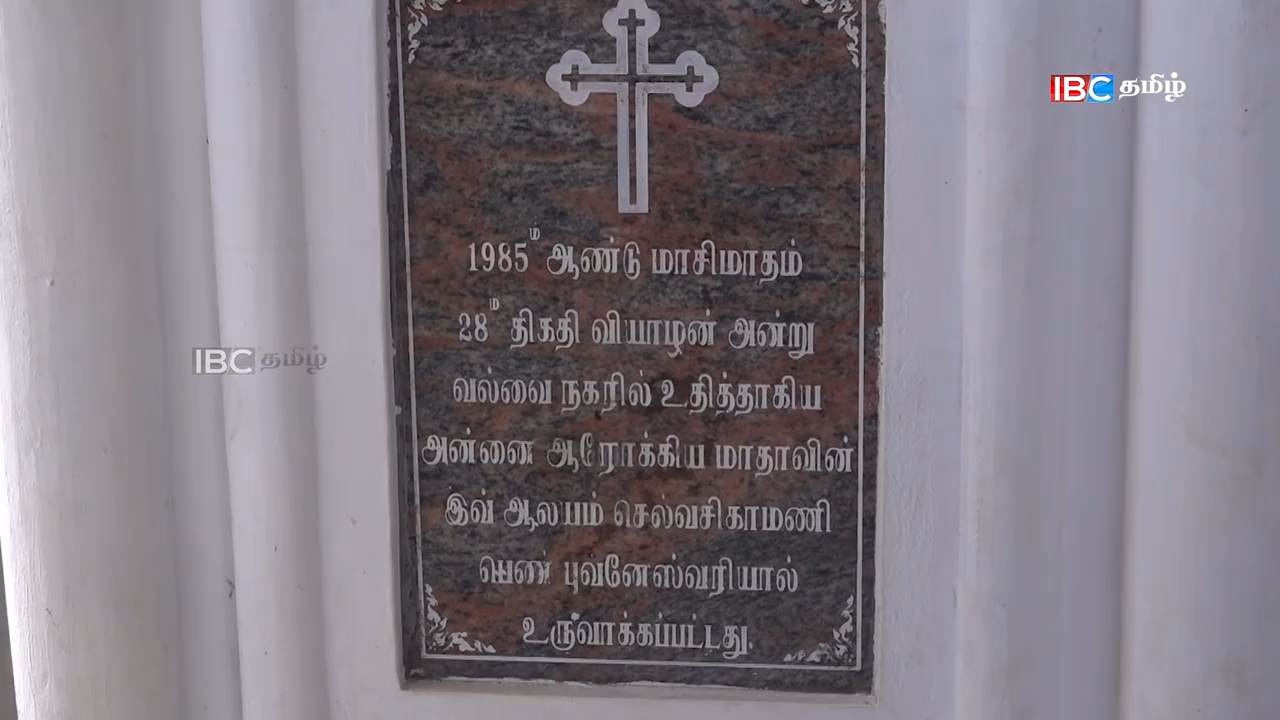 IBC தமிழ்
1985ம் ஆண்டு மாசிமாதம்
28ம் திகதி வியாழன் அன்று
வல்வை நகரில் உதித்தாகிய
IBC தமிழ்
அன்னை ஆரோக்கிய மாதாவின்
இவ் ஆலயம் செல்வசிகாமணி
பெண் புவனேஸ்வரியால்
உருவாக்கப்பட்டது.